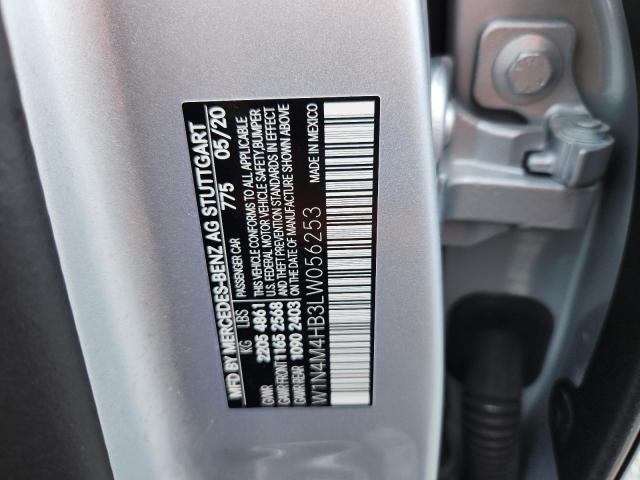 MFD BY MERCEDES-BENZ AG STUTTGART
775 05/20
KG LBS PASSENGER CAR
GVWR 2205 4861 THIS VEHICLE CONFORMS TO ALL APPLICABLE
U.S. FEDERAL MOTOR VEHICLE SAFETY, BUMPER
GAWR FRONT 1165 2568 AND THEFT PREVENTION STANDARDS IN EFFECT
GAWR REAR 1090 2403 ON THE DATE OF MANUFACTURE SHOWN ABOVE
MADE IN MEXICO
W1N4M4HB3LW056253